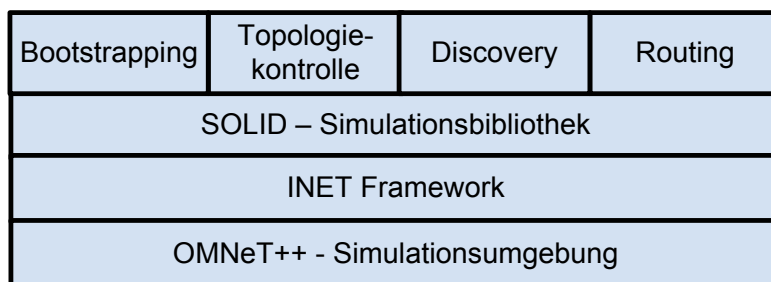 Bootstrapping
Topologie-
kontrolle
Discovery
Routing
SOLID – Simulationsbibliothek
INET Framework
OMNeT++ - Simulationsumgebung